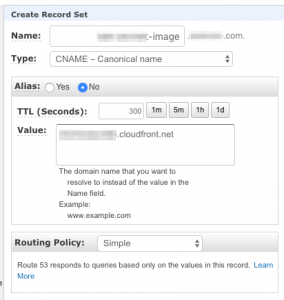 Create Record Set
Name: -image . .com.
Type: CNAME – Canonical name
Alias: Yes No
TTL (Seconds): 300 1m 5m 1h 1d
Value: .cloudfront.net
The domain name that you want to
resolve to instead of the value in the
Name field.
Example:
www.example.com
Routing Policy: Simple
Route 53 responds to queries based only on the values in this record. Learn
More